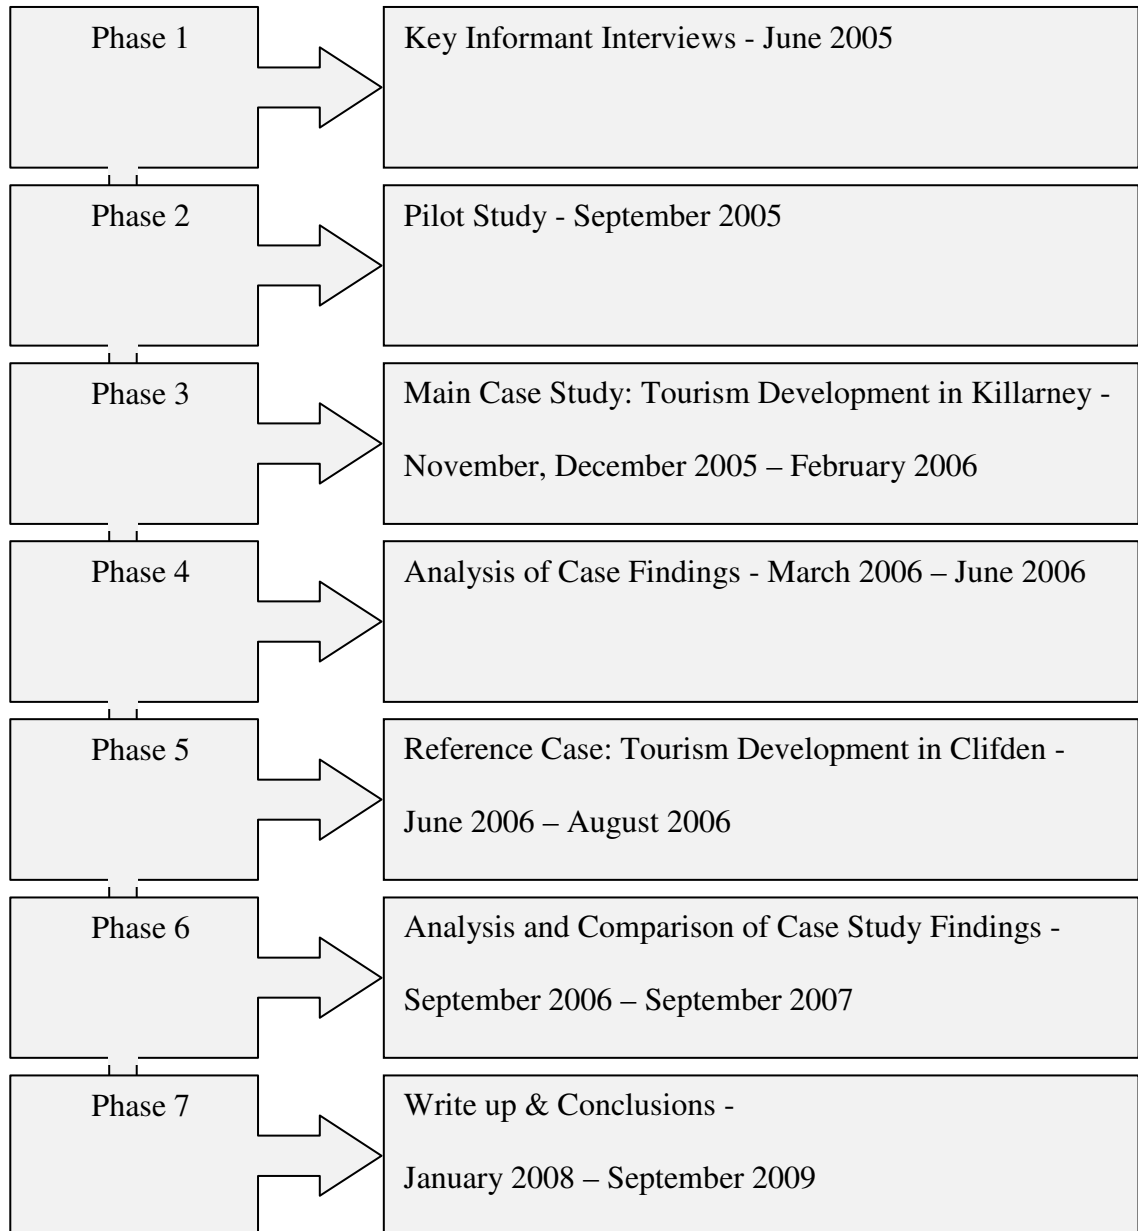 Phase 1
Key Informant Interviews - June 2005
Phase 2
Pilot Study - September 2005
Phase 3
Main Case Study: Tourism Development in Killarney -
November, December 2005 – February 2006
Phase 4
Analysis of Case Findings - March 2006 – June 2006
Phase 5
Reference Case: Tourism Development in Clifden -
June 2006 – August 2006
Phase 6
Analysis and Comparison of Case Study Findings -
September 2006 – September 2007
Phase 7
Write up & Conclusions -
January 2008 – September 2009